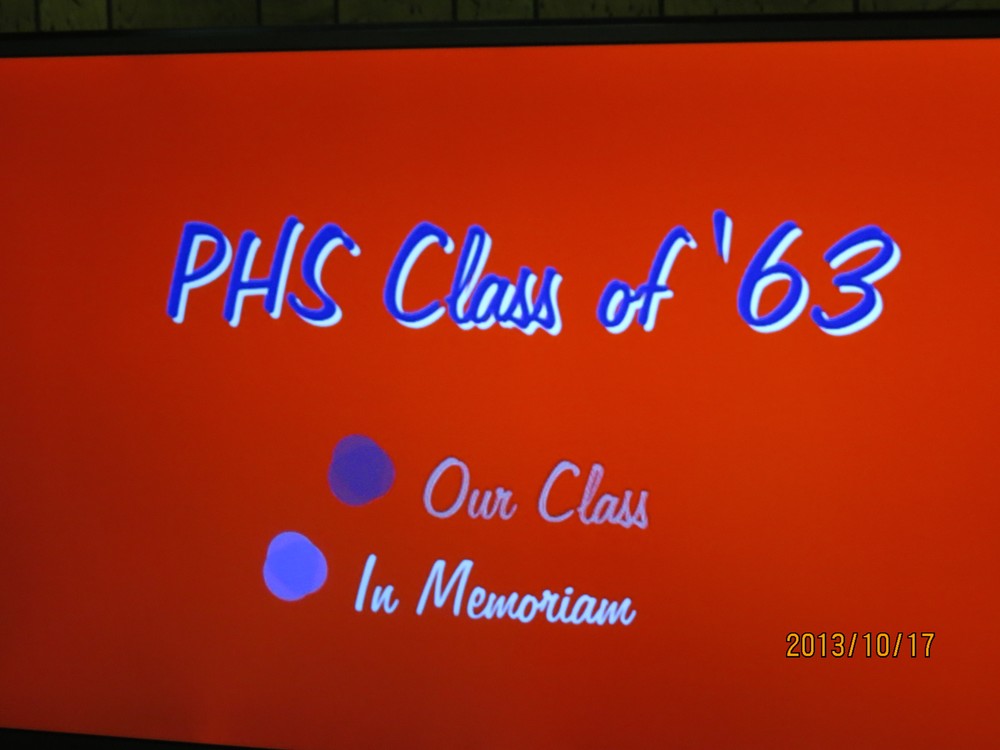 PHS Class of '63
Our Class
In Memoriam
2013/10/17